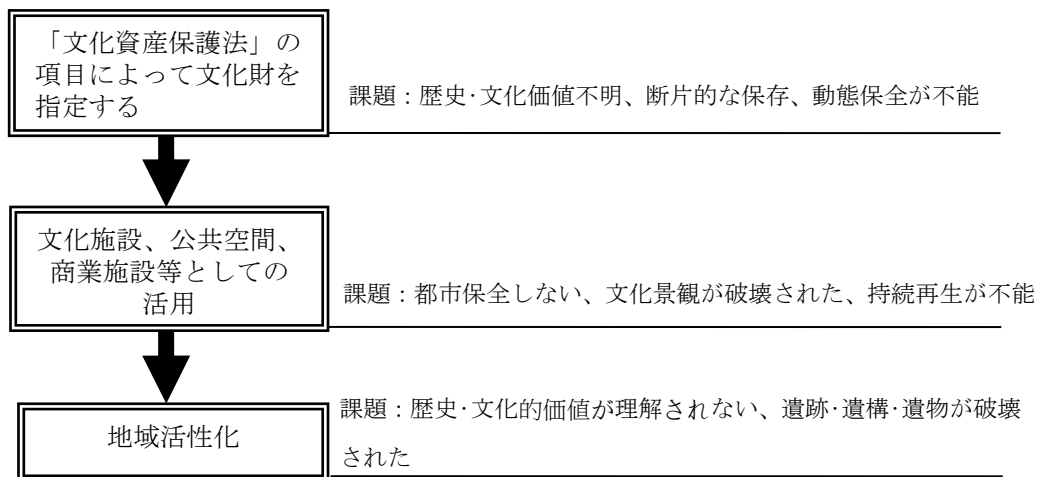 「文化資産保護法」の
項目によって文化財を
指定する
課題：歴史·文化価値不明、断片的な保存、動態保全が不能
文化施設、公共空間、
商業施設等としての
活用
課題：都市保全しない、文化景観が破壊された、持続再生が不能
地域活性化
課題：歴史·文化的価値が理解されない、遺跡·遺構·遺物が破壊
された